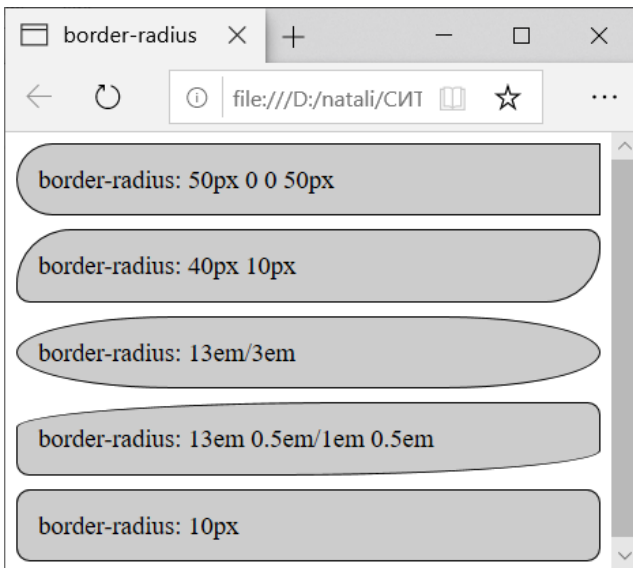 border-radius
file:///D:/natali/СИТ
border-radius: 50px 0 0 50px
border-radius: 40px 10px
border-radius: 13em/3em
border-radius: 13em 0.5em/1em 0.5em
border-radius: 10px